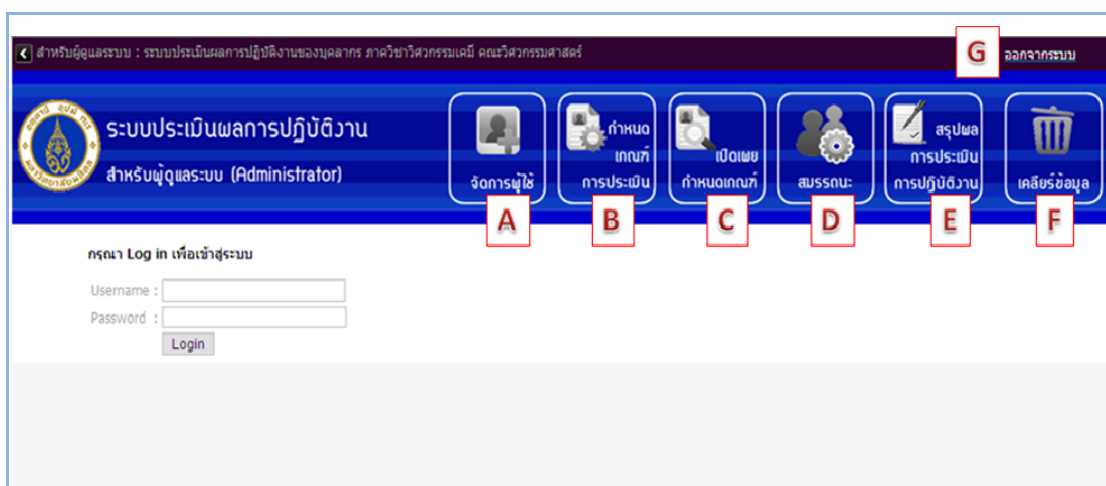 สำหรับผู้ดูแลระบบ : ระบบประเมินผลการปฏิบัติงานของบุคลากร ภาควิชาวิศวกรรมเคมี คณะวิศวกรรมศาสตร์
G
ออกจากระบบ
ระบบประเมินผลการปฏิบัติงาน
สำหรับผู้ดูแลระบบ (Administrator)
จัดการผู้ใช้
กำหนด
เกณฑ์
การประเมิน
เปิดเผย
กำหนดเกณฑ์
สมรรถนะ
สรุปผล
การประเมิน
การปฏิบัติงาน
เคลียร์ข้อมูล
A
B
C
D
E
F
กรุณา Log in เพื่อเข้าสู่ระบบ
Username :
Password :
Login